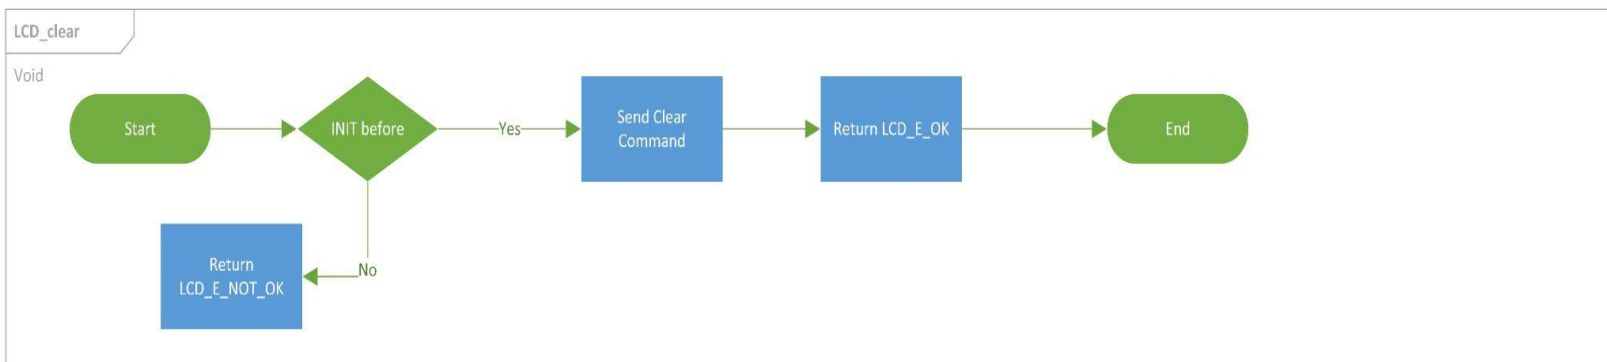 LCD_clear
Void
Start
INIT before
Yes
Send Clear
Command
Return LCD_E_OK
End
No
Return
LCD_E_NOT_OK